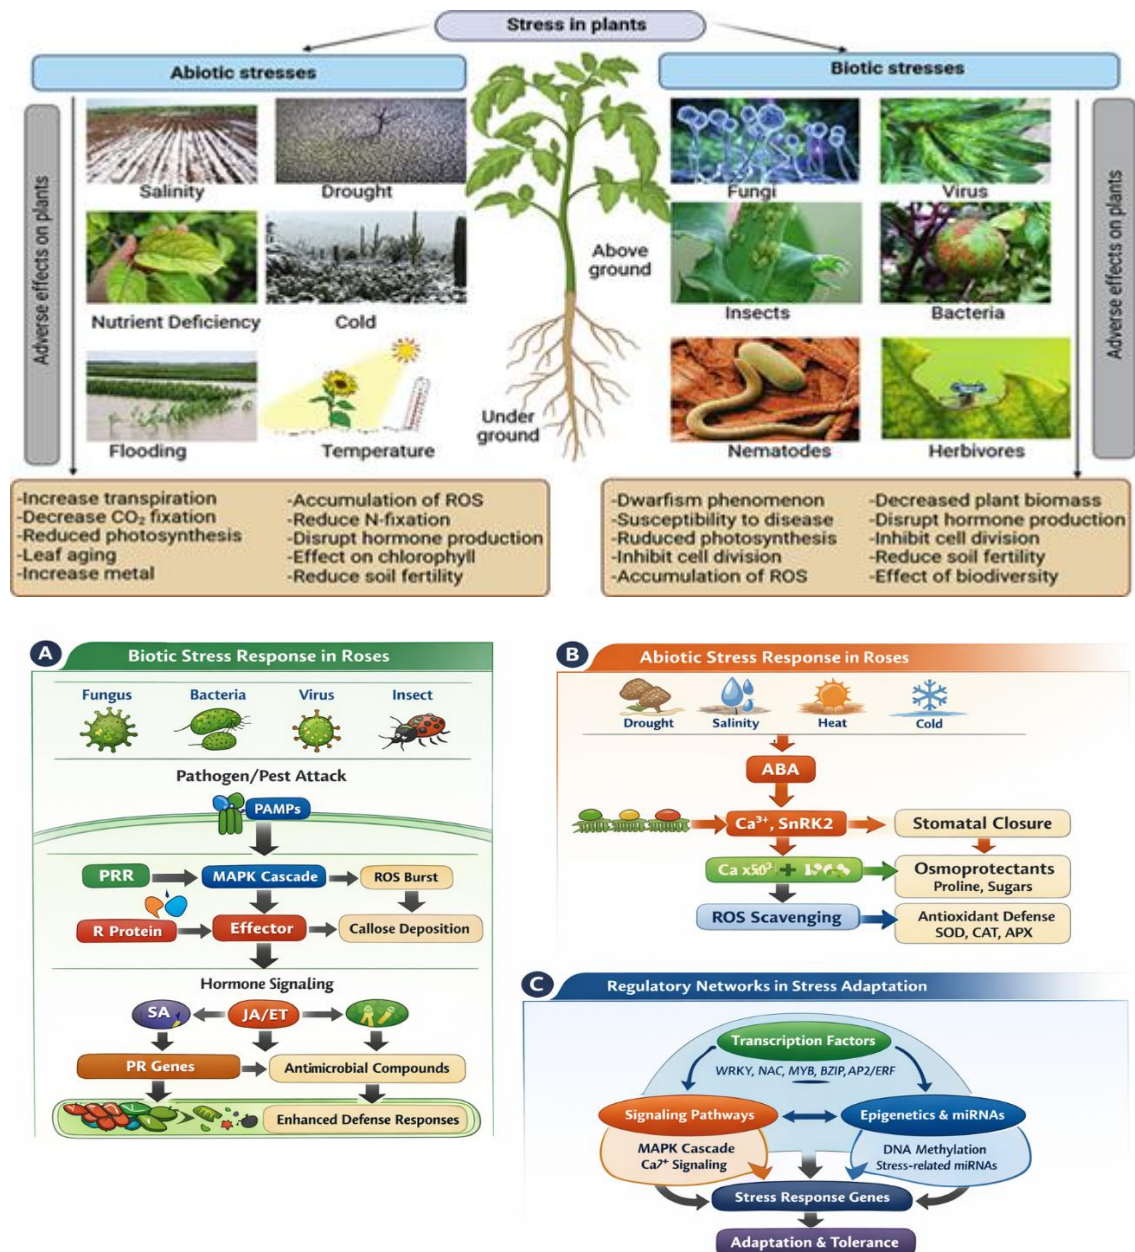 Stress in plants
Abiotic stresses
Biotic stresses
Adverse effects on plants
Salinity
Drought
Nutrient Deficiency
Cold
Flooding
Temperature
Above
ground
Under
ground
Fungi
Virus
Insects
Bacteria
Nematodes
Herbivores
Adverse effects on plants
-Increase transpiration
-Decrease CO₂ fixation
-Reduced photosynthesis
-Leaf aging
-Increase metal
-Accumulation of ROS
-Reduce N-fixation
-Disrupt hormone production
-Effect on chlorophyll
-Reduce soil fertility
-Dwarfism phenomenon
-Susceptibility to disease
-Ruduced photosynthesis
-Inhibit cell division
-Accumulation of ROS
-Decreased plant biomass
-Disrupt hormone production
-Inhibit cell division
-Reduce soil fertility
-Effect of biodiversity
A Biotic Stress Response in Roses
Fungus
Bacteria
Virus
Insect
Pathogen/Pest Attack
PAMPs
PRR
MAPK Cascade
ROS Burst
R Protein
Effector
Callose Deposition
Hormone Signaling
SA
JA/ET
PR Genes
Antimicrobial Compounds
Enhanced Defense Responses
B Abiotic Stress Response in Roses
Drought
Salinity
Heat
Cold
ABA
Ca³⁺, SnRK2
Stomatal Closure
Ca
Osmoprotectants
Proline, Sugars
ROS Scavenging
Antioxidant Defense
SOD, CAT, APX
C Regulatory Networks in Stress Adaptation
Transcription Factors
WRKY, NAC, MYB, BZIP, AP2/ERF
Signaling Pathways
Epigenetics & miRNAs
MAPK Cascade
Ca7⁺ Signaling
DNA Methylation
Stress-related miRNAs
Stress Response Genes
Adaptation & Tolerance